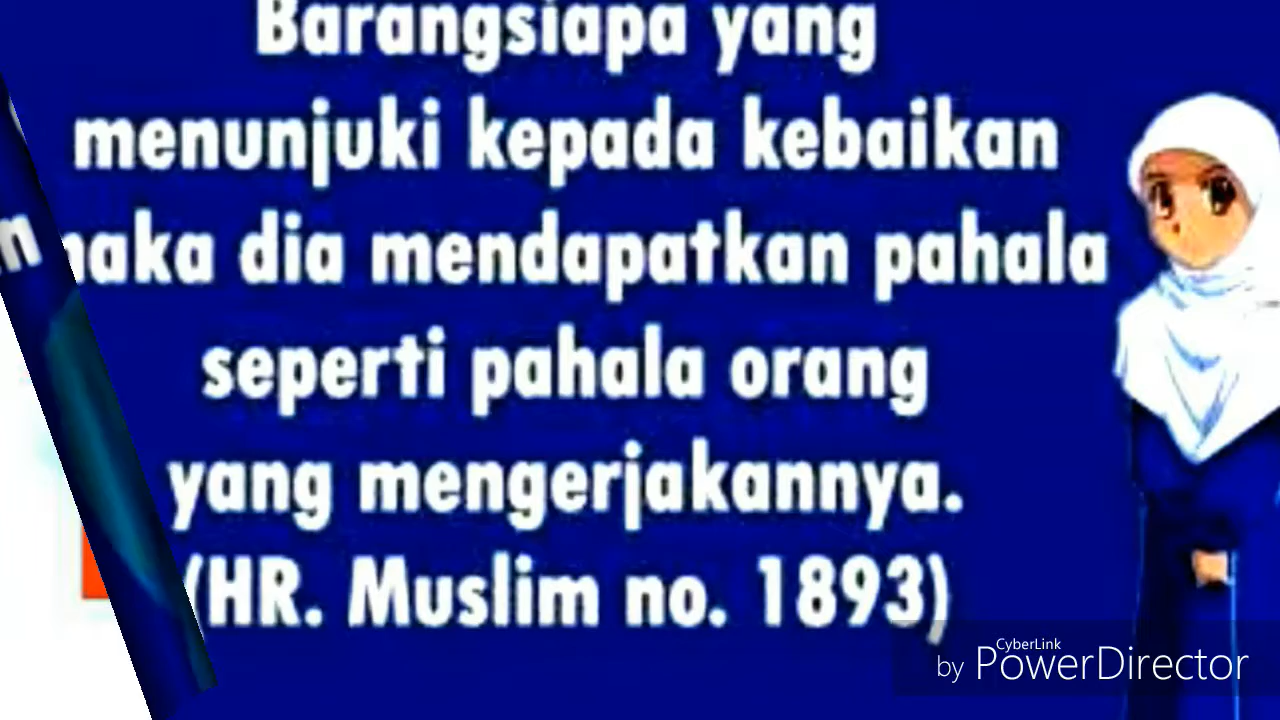 Barangsiapa yang
menunjuki kepada kebaikan
maka dia mendapatkan pahala
seperti pahala orang
yang mengerjakannya.
(HR. Muslim no. 1893)
CyberLink
by PowerDirector